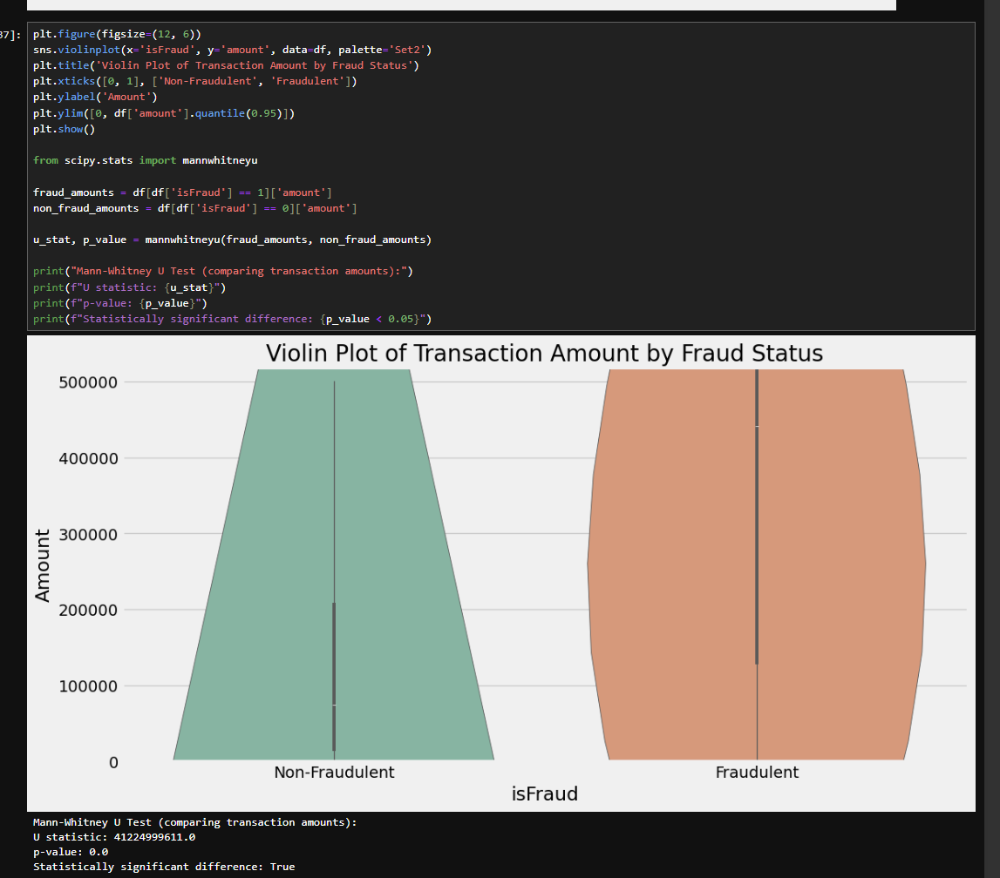 37]:
plt.figure(figsize=(12, 6))
sns.violinplot(x='isFraud', y='amount', data=df, palette='Set2')
plt.title('Violin Plot of Transaction Amount by Fraud Status')
plt.xticks([0, 1], ['Non-Fraudulent', 'Fraudulent'])
plt.ylabel('Amount')
plt.ylim([0, df['amount'].quantile(0.95)])
plt.show()
from scipy.stats import mannwhitneyu
fraud_amounts = df[df['isFraud'] == 1]['amount']
non_fraud_amounts = df[df['isFraud'] == 0]['amount']
u_stat, p_value = mannwhitneyu(fraud_amounts, non_fraud_amounts)
print("Mann-Whitney U Test (comparing transaction amounts):")
print(f"U statistic: {u_stat}")
print(f"p-value: {p_value}")
print(f"Statistically significant difference: {p_value < 0.05}")
Violin Plot of Transaction Amount by Fraud Status
500000
400000
300000
200000
100000
0
Amount
Non-Fraudulent
Fraudulent
isFraud
Mann-Whitney U Test (comparing transaction amounts):
U statistic: 41224999611.0
p-value: 0.0
Statistically significant difference: True